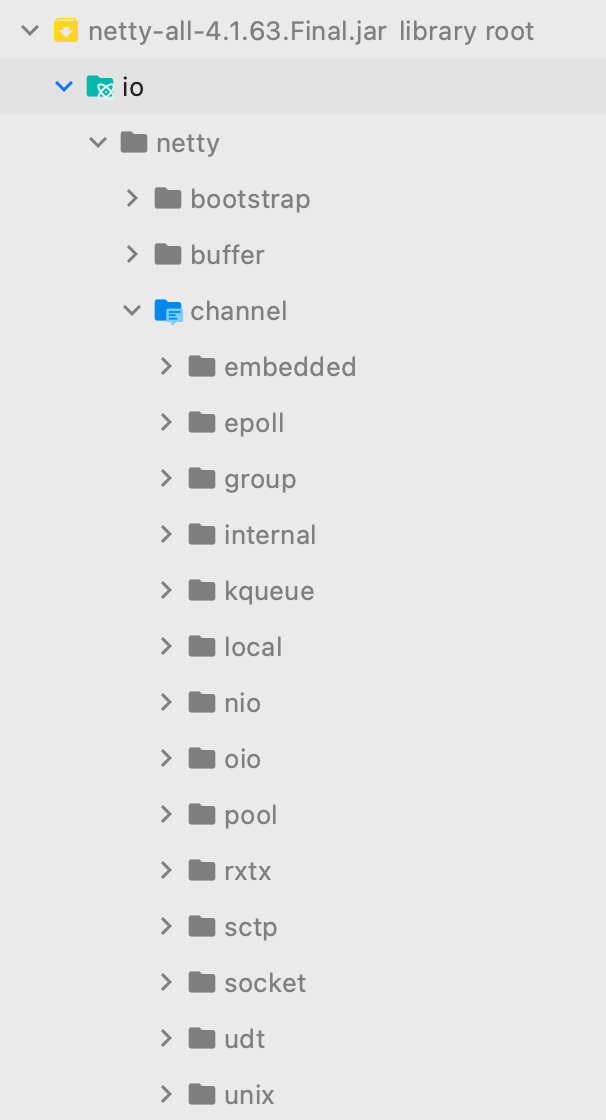 netty-all-4.1.63.Final.jar library root
io
netty
bootstrap
buffer
channel
embedded
epoll
group
internal
kqueue
local
nio
oio
pool
rxtx
sctp
socket
udt
unix